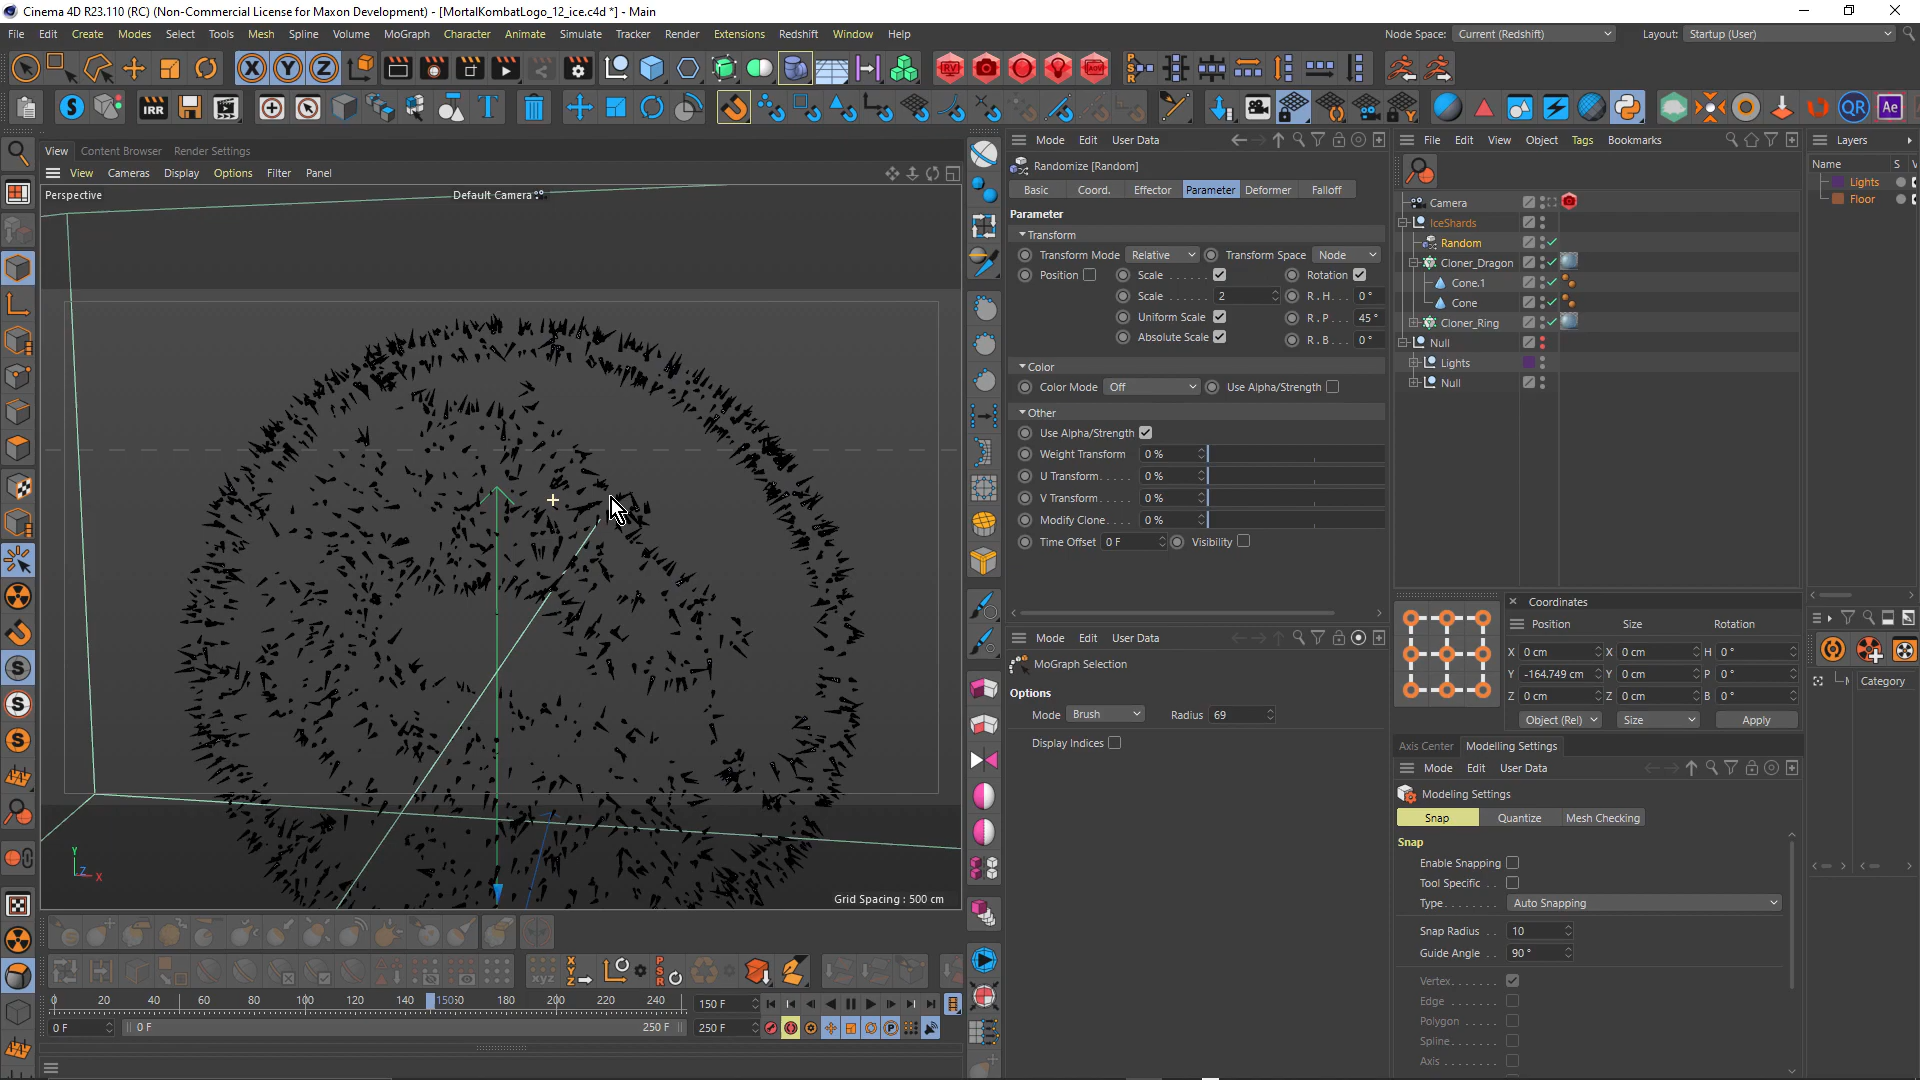 Cinema 4D R23.110 (RC) (Non-Commercial License for Maxon Development) - [MortalKombatLogo_12_ice.c4d *] - Main
File Edit Create Modes Select Tools Mesh Spline Volume MoGraph Character Animate Simulate Tracker Render Extensions Redshift Window Help
Node Space: Current (Redshift) Layout: Startup (User)
RV AOV PSR
IRR T QR Ae
View Content Browser Render Settings
View Cameras Display Options Filter Panel
Perspective
Default Camera
Grid Spacing : 500 cm
Y
Z
X
0 20 40 60 80 100 120 140 150 180 200 220 240
150 F
0 F
0 F
250 F
250 F
Mode Edit User Data
Randomize [Random]
Basic Coord. Effector Parameter Deformer Falloff
Parameter
Transform
Transform Mode Relative Transform Space Node
Position Scale . . . . . . Rotation
Scale . . . . . . 2 R . H . . . 0 °
Uniform Scale R . P . . . 45 °
Absolute Scale R . B . . . 0 °
Color
Color Mode Off Use Alpha/Strength
Other
Use Alpha/Strength
Weight Transform 0 %
U Transform . . . . . 0 %
V Transform . . . . . 0 %
Modify Clone . . . . 0 %
Time Offset 0 F Visibility
Mode Edit User Data
MoGraph Selection
Options
Mode Brush Radius 69
Display Indices
File Edit View Object Tags Bookmarks
Camera
IceShards
Random
Cloner_Dragon
Cone.1
Cone
Cloner_Ring
Null
Lights
Null
Layers
Name S V
Lights
Floor
Coordinates
Position Size Rotation
X 0 cm X 0 cm H 0 °
Y -164.749 cm Y 0 cm P 0 °
Z 0 cm Z 0 cm B 0 °
Object (Rel) Size Apply
Category
Axis Center Modelling Settings
Mode Edit User Data
Modeling Settings
Snap Quantize Mesh Checking
Snap
Enable Snapping
Tool Specific . .
Type . . . . . . . . Auto Snapping
Snap Radius . . 10
Guide Angle . . 90 °
Vertex . . . . . . .
Edge . . . . . . . .
Polygon . . . . . .
Spline . . . . . . .
Axis . . . . . . . .